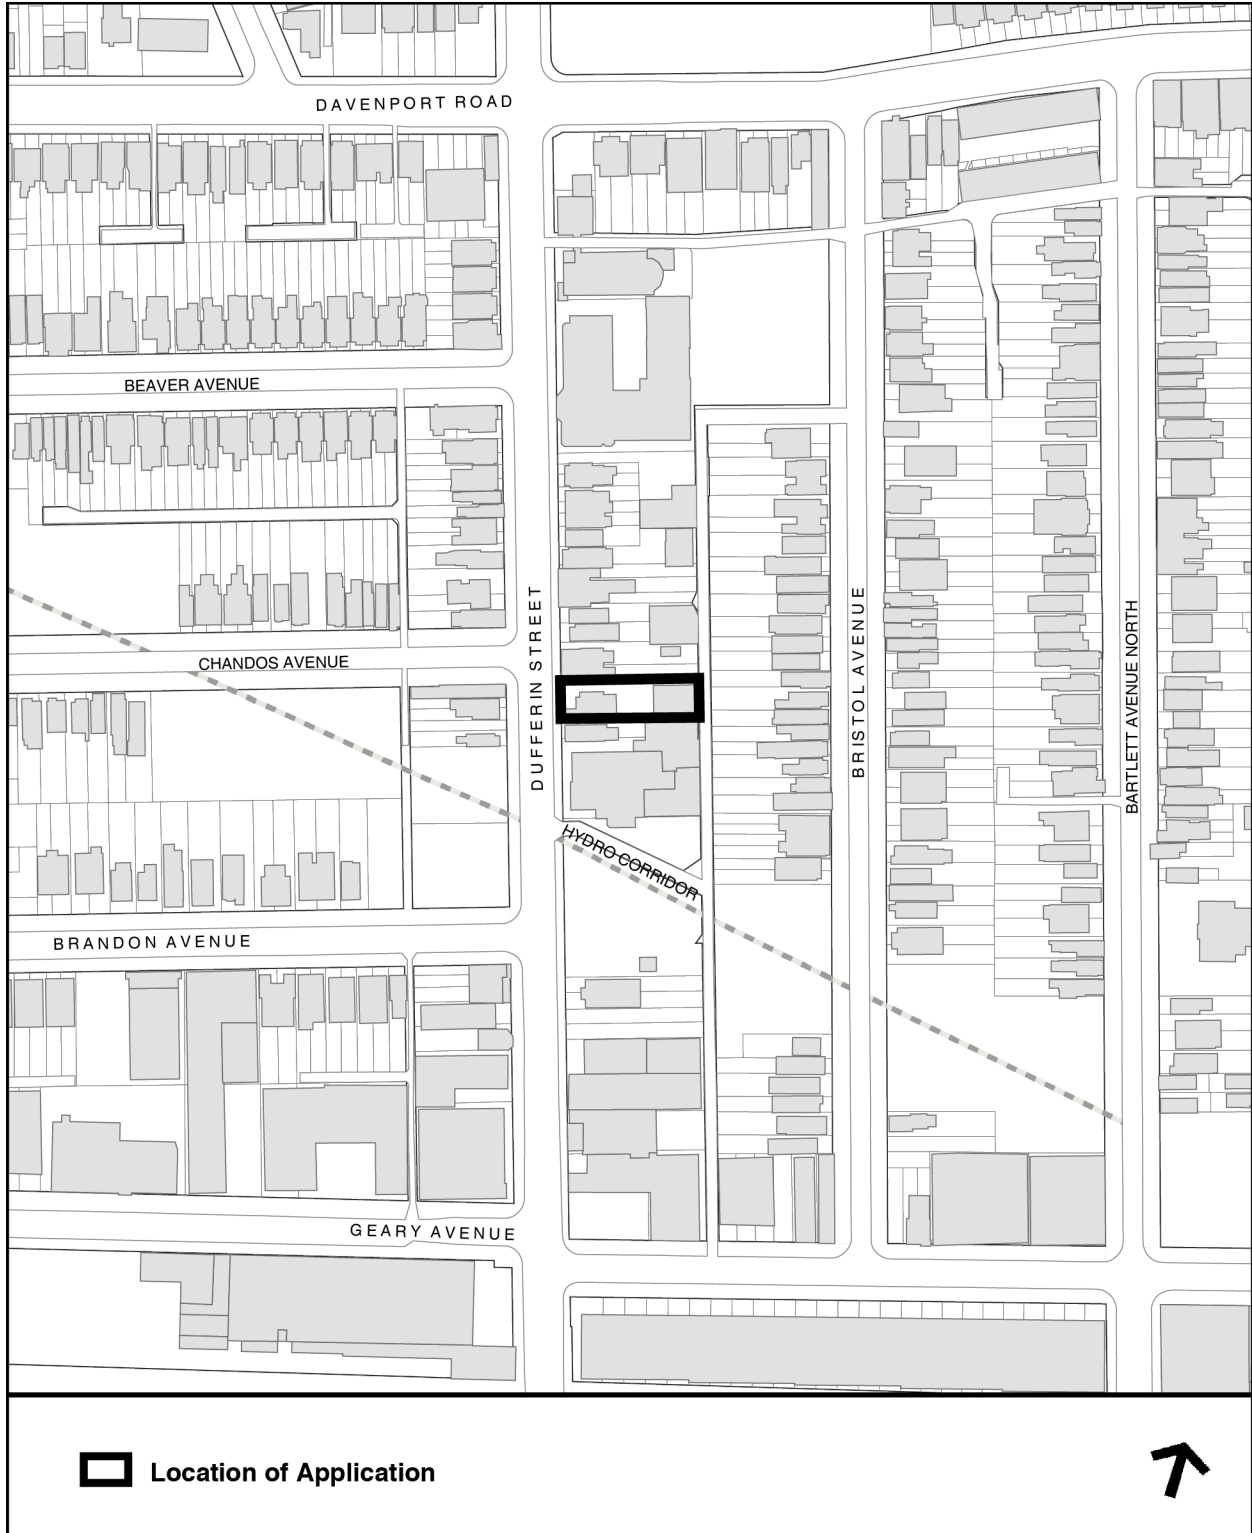 DAVENPORT ROAD
BEAVER AVENUE
CHANDOS AVENUE
DUFFERIN STREET
BRISTOL AVENUE
BARTLETT AVENUE NORTH
HYDRO CORRIDOR
BRANDON AVENUE
GEARY AVENUE
Location of Application